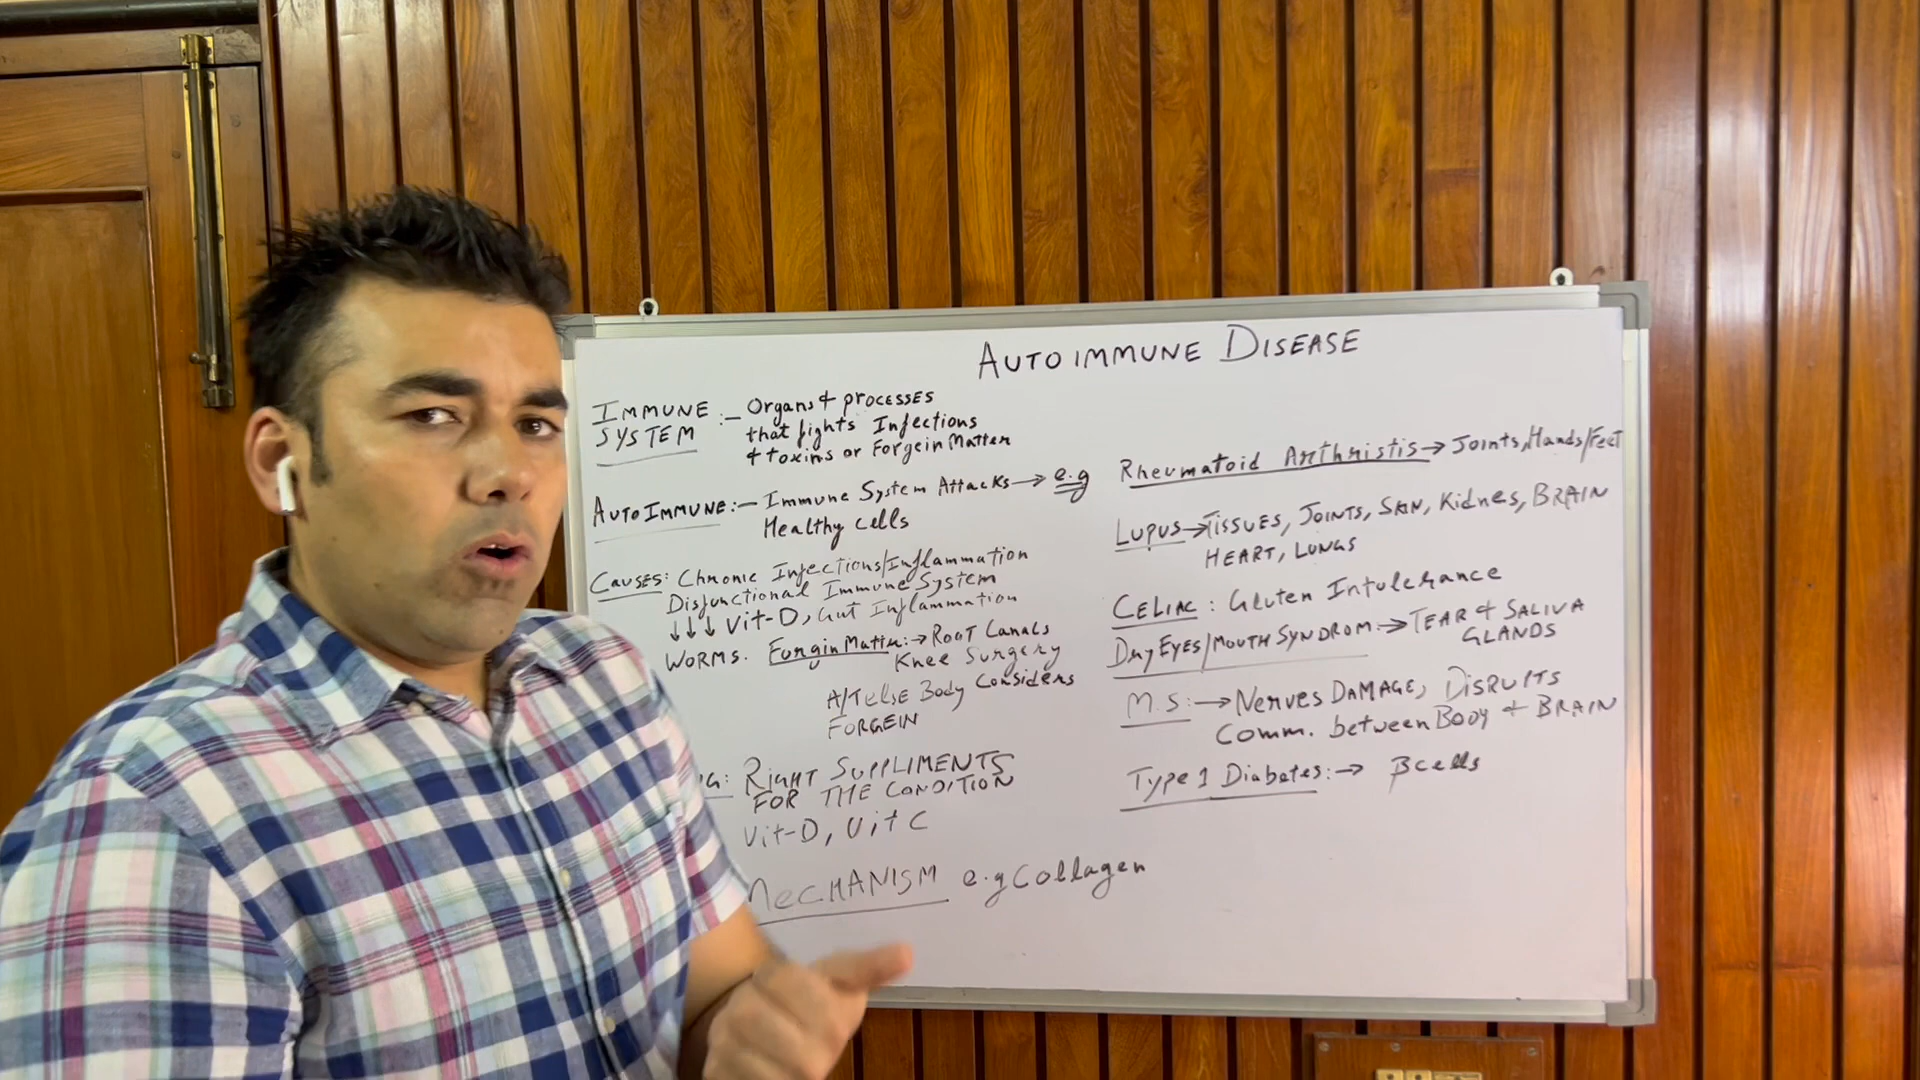 AUTOIMMUNE DISEASE
IMMUNE SYSTEM :- Organs & processes
that fights Infections
& toxins or Forgein Matter
AUTOIMMUNE:- Immune System Attacks → e.g
Healthy cells
CAUSES: Chronic Infections/Inflammation
Disfunctional Immune System
↓↓↓ Vit-D, Gut Inflammation
WORMS. Forgin Matter:→ Root Canals
Knee Surgery
A/T else Body Considers
FORGEIN
RIGHT SUPPLIMENTS
FOR THE CONDITION
Vit-D, Vit C
MECHANISM e.g Collagen
Rheumatoid Arthristis → Joints, Hands/Feet
LUPUS → TISSUES, JOINTS, SKIN, Kidnes, BRAIN
HEART, LUNGS
CELIAC : Gluten Intulerance
Dry EYES/MOUTH SYNDROM:→ TEAR & SALIVA
GLANDS
M.S:→ Nerves DAMAGE, DISRUPTS
Comm. between Body & BRAIN
Type 1 Diabetes:→ βcells